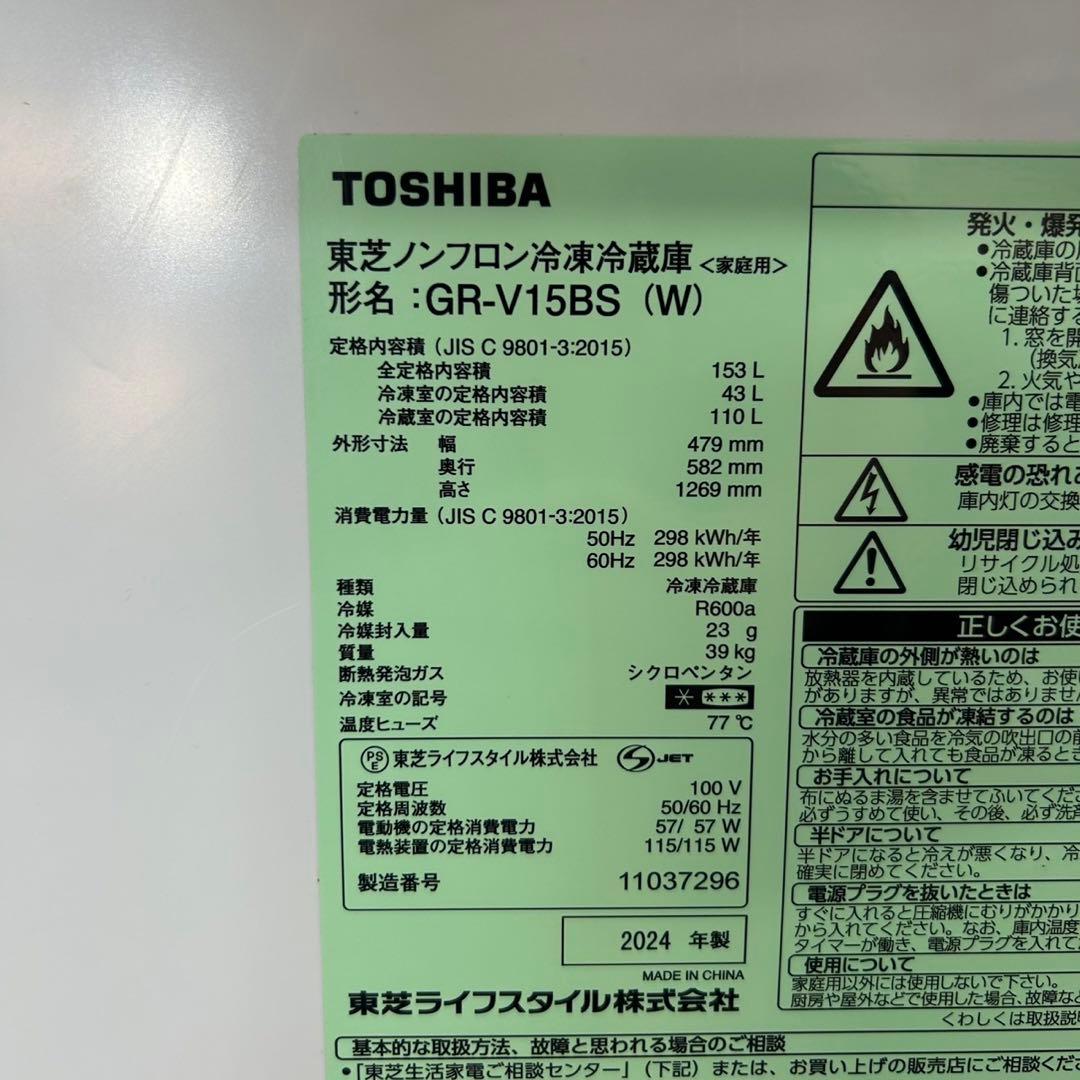 TOSHIBA
東芝ノンフロン冷凍冷蔵庫 <家庭用>
形名:GR-V15BS (W)
定格内容積 (JIS C 9801-3:2015)
全定格内容積 153 L
冷凍室の定格内容積 43 L
冷蔵室の定格内容積 110 L
外形寸法 幅 479 mm
奥行 582 mm
高さ 1269 mm
消費電力量 (JIS C 9801-3:2015)
50Hz 298 kWh/年
60Hz 298 kWh/年
種類 冷凍冷蔵庫
冷媒 R600a
冷媒封入量 23 g
質量 39 kg
断熱発泡ガス シクロペンタン
冷凍室の記号 * ***
温度ヒューズ 77 ℃
PSE 東芝ライフスタイル株式会社 JET
定格電圧 100 V
定格周波数 50/60 Hz
電動機の定格消費電力 57/ 57 W
電熱装置の定格消費電力 115/115 W
製造番号 11037296
2024 年製
MADE IN CHINA
東芝ライフスタイル株式会社
発火・爆発
●冷蔵庫の
●冷蔵庫背面
傷ついた場
に連絡する
1. 窓を開
(換気
2. 火気や
●庫内では電
●修理は修理
●廃棄すると
感電の恐れ
庫内灯の交換
幼児閉じ込み
リサイクル処
閉じ込められ
正しくお使
冷蔵庫の外側が熱いのは
放熱器を内蔵しているため、お使い
がありますが、異常ではありません
冷蔵室の食品が凍結するのは
水分の多い食品を冷気の吹出口の前
から離して入れても食品が凍るとき
お手入れについて
布にぬるま湯を含ませてふいてくださ
必ずうすめて使い、その後、必ず洗剤
半ドアについて
半ドアになると冷えが悪くなり、冷
確実に閉めてください。
電源プラグを抜いたときは
すぐに入れると圧縮機にむりがかかり
から入れてください。なお、庫内温度
タイマーが働き、電源プラグを入れて
使用について
家庭用以外には使用しないで下さい。
厨房や屋外などで使用した場合、故障など
くわしくは取扱説明
基本的な取扱方法、故障と思われる場合のご相談
•「東芝生活家電ご相談センター」(下記)または、お買い上げの販売店にご相談くだ